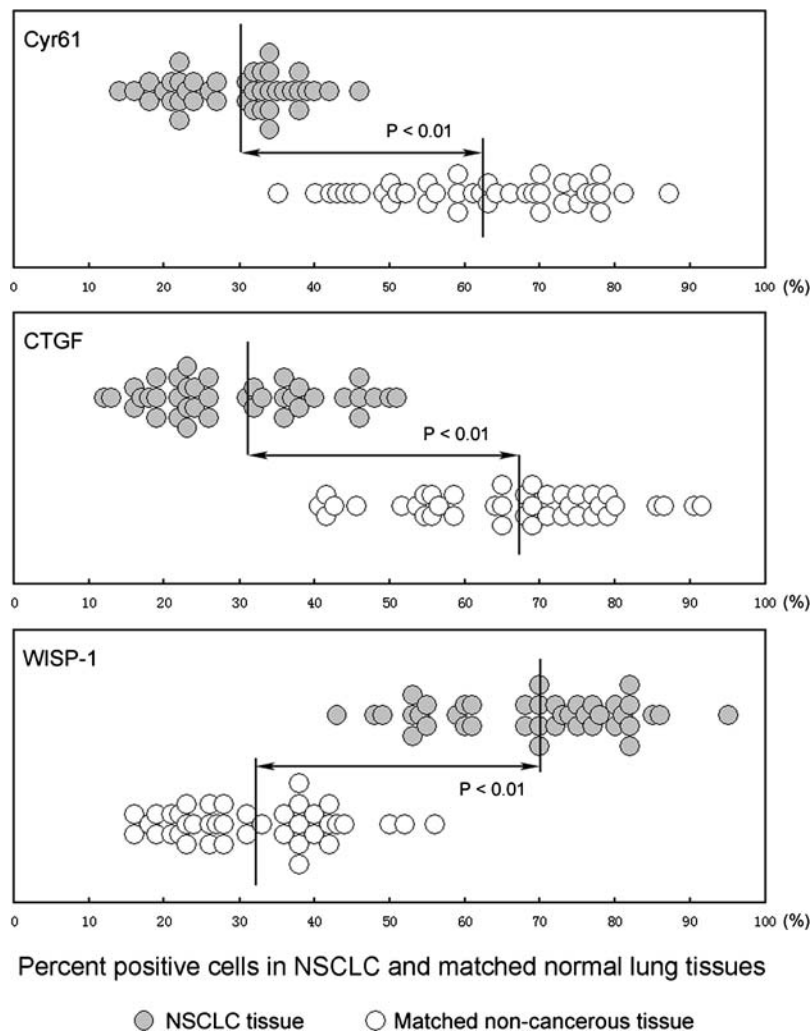 Cyr61
P < 0.01
0 10 20 30 40 50 60 70 80 90 100 (%)
CTGF
P < 0.01
0 10 20 30 40 50 60 70 80 90 100 (%)
WISP-1
P < 0.01
0 10 20 30 40 50 60 70 80 90 100 (%)
Percent positive cells in NSCLC and matched normal lung tissues
NSCLC tissue Matched non-cancerous tissue